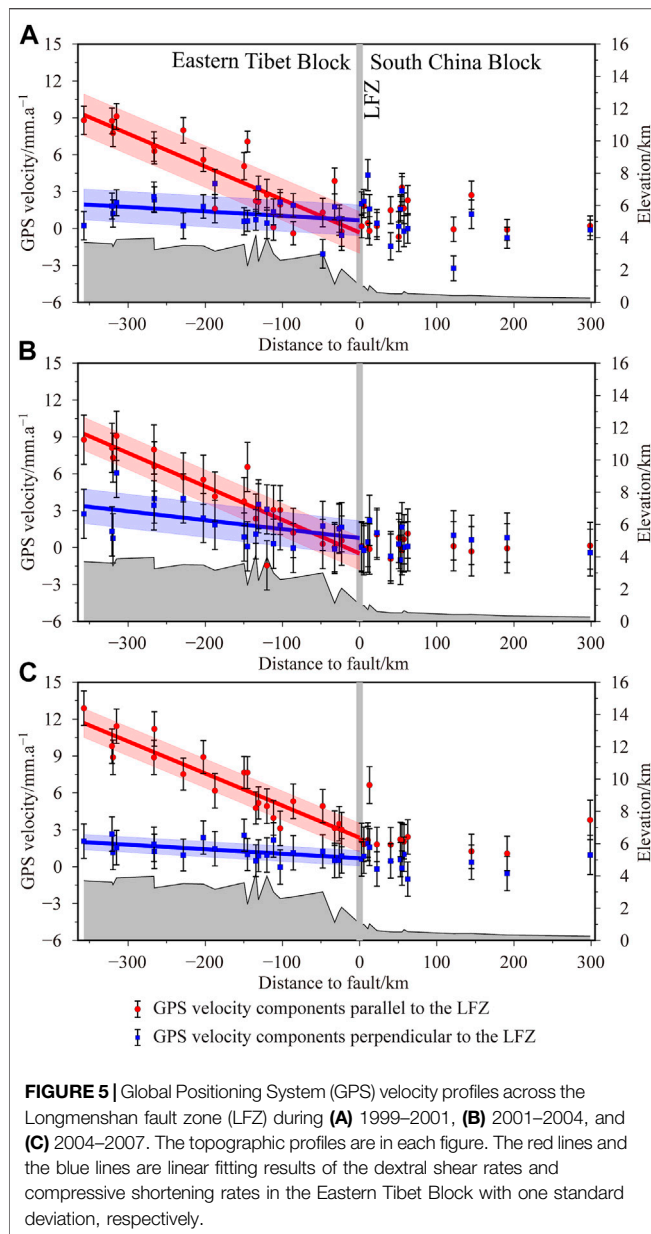 A
Eastern Tibet Block
South China Block
LFZ
15
12
9
6
3
0
−3
−6
GPS velocity/mm.a⁻¹
16
14
12
10
8
6
4
2
0
Elevation/km
−300 −200 −100 0 100 200 300
Distance to fault/km
B
15
12
9
6
3
0
−3
−6
GPS velocity/mm.a⁻¹
16
14
12
10
8
6
4
2
0
Elevation/km
−300 −200 −100 0 100 200 300
Distance to fault/km
C
15
12
9
6
3
0
−3
−6
GPS velocity/mm.a⁻¹
16
14
12
10
8
6
4
2
0
Elevation/km
−300 −200 −100 0 100 200 300
Distance to fault/km
GPS velocity components parallel to the LFZ
GPS velocity components perpendicular to the LFZ
FIGURE 5 | Global Positioning System (GPS) velocity profiles across the
Longmenshan fault zone (LFZ) during (A) 1999–2001, (B) 2001–2004, and
(C) 2004–2007. The topographic profiles are in each figure. The red lines and
the blue lines are linear fitting results of the dextral shear rates and
compressive shortening rates in the Eastern Tibet Block with one standard
deviation, respectively.